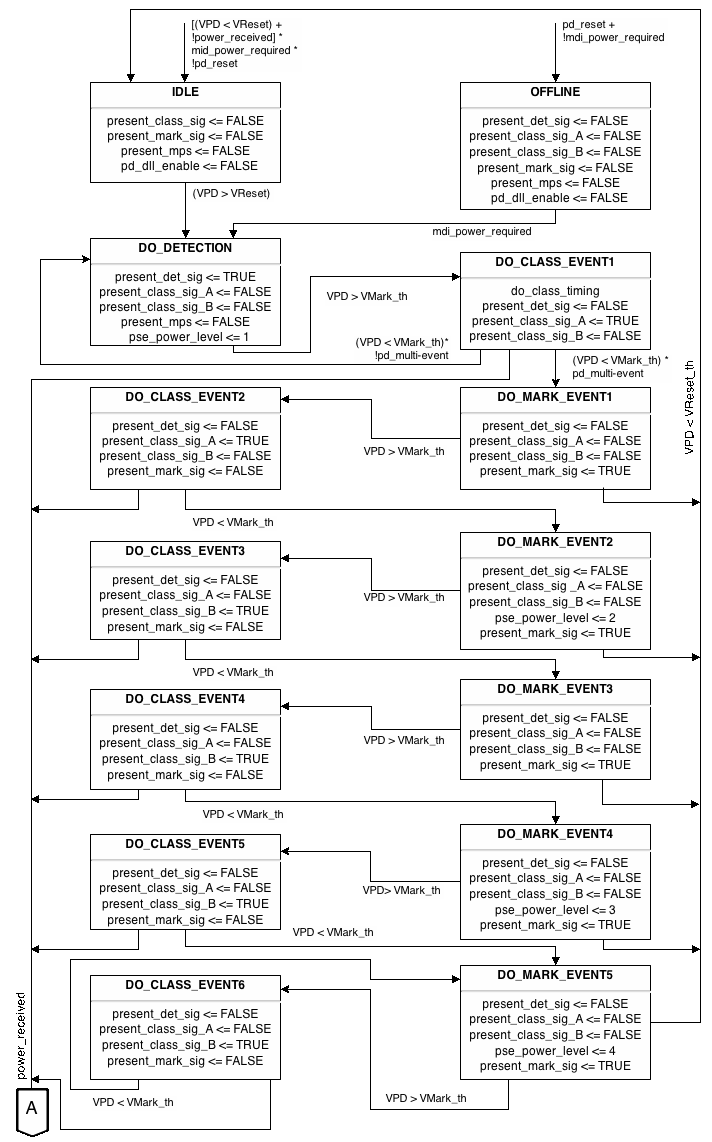 [(VPD < VReset) +
!power_received] *
mid_power_required *
!pd_reset
pd_reset +
!mdi_power_required
IDLE
present_class_sig <= FALSE
present_mark_sig <= FALSE
present_mps <= FALSE
pd_dll_enable <= FALSE
OFFLINE
present_det_sig <= FALSE
present_class_sig_A <= FALSE
present_class_sig_B <= FALSE
present_mark_sig <= FALSE
present_mps <= FALSE
pd_dll_enable <= FALSE
(VPD > VReset)
mdi_power_required
DO_DETECTION
present_det_sig <= TRUE
present_class_sig_A <= FALSE
present_class_sig_B <= FALSE
present_mps <= FALSE
pse_power_level <= 1
VPD > VMark_th
DO_CLASS_EVENT1
do_class_timing
present_det_sig <= FALSE
present_class_sig_A <= TRUE
present_class_sig_B <= FALSE
(VPD < VMark_th)*
!pd_multi-event
(VPD < VMark_th) *
pd_multi-event
VPD < VReset_th
DO_CLASS_EVENT2
present_det_sig <= FALSE
present_class_sig_A <= TRUE
present_class_sig_B <= FALSE
present_mark_sig <= FALSE
VPD > VMark_th
DO_MARK_EVENT1
present_det_sig <= FALSE
present_class_sig_A <= FALSE
present_class_sig_B <= FALSE
present_mark_sig <= TRUE
VPD < VMark_th
DO_CLASS_EVENT3
present_det_sig <= FALSE
present_class_sig_A <= FALSE
present_class_sig_B <= TRUE
present_mark_sig <= FALSE
VPD > VMark_th
DO_MARK_EVENT2
present_det_sig <= FALSE
present_class_sig _A <= FALSE
present_class_sig_B <= FALSE
pse_power_level <= 2
present_mark_sig <= TRUE
VPD < VMark_th
DO_CLASS_EVENT4
present_det_sig <= FALSE
present_class_sig_A <= FALSE
present_class_sig_B <= TRUE
present_mark_sig <= FALSE
VPD > VMark_th
DO_MARK_EVENT3
present_det_sig <= FALSE
present_class_sig_A <= FALSE
present_class_sig_B <= FALSE
present_mark_sig <= TRUE
VPD < VMark_th
DO_CLASS_EVENT5
present_det_sig <= FALSE
present_class_sig_A <= FALSE
present_class_sig_B <= TRUE
present_mark_sig <= FALSE
VPD> VMark_th
DO_MARK_EVENT4
present_det_sig <= FALSE
present_class_sig_A <= FALSE
present_class_sig_B <= FALSE
pse_power_level <= 3
present_mark_sig <= TRUE
VPD < VMark_th
DO_CLASS_EVENT6
present_det_sig <= FALSE
present_class_sig_A <= FALSE
present_class_sig_B <= TRUE
present_mark_sig <= FALSE
DO_MARK_EVENT5
present_det_sig <= FALSE
present_class_sig_A <= FALSE
present_class_sig_B <= FALSE
pse_power_level <= 4
present_mark_sig <= TRUE
VPD < VMark_th
VPD > VMark_th
power_received
A